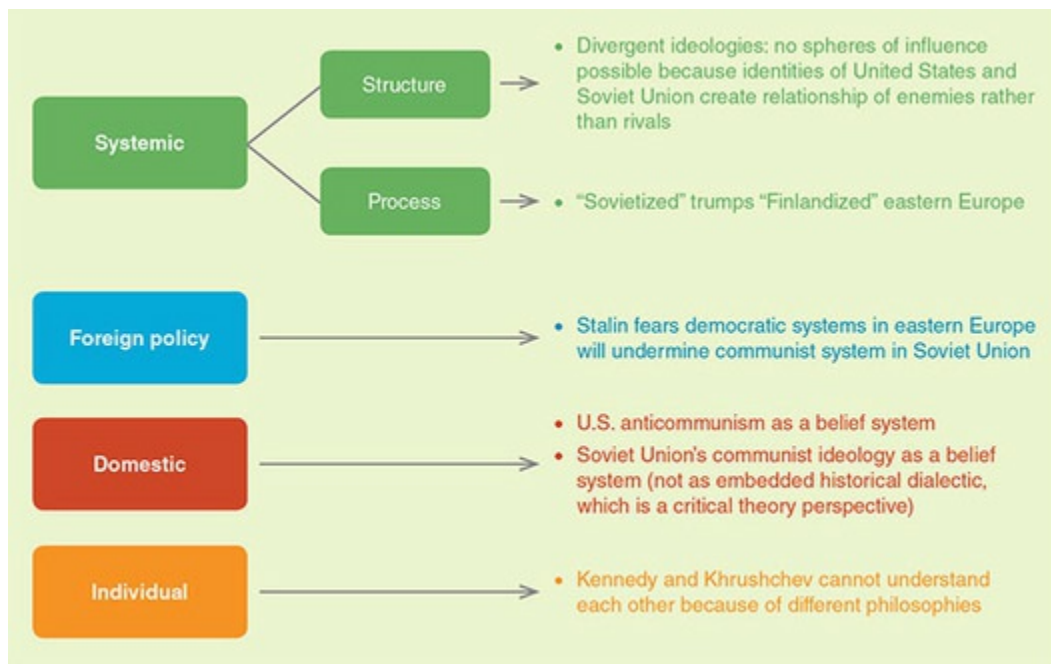 Systemic
Structure
• Divergent ideologies: no spheres of influence
possible because identities of United States and
Soviet Union create relationship of enemies rather
than rivals
Process
• “Sovietized” trumps “Finlandized” eastern Europe
Foreign policy
• Stalin fears democratic systems in eastern Europe
will undermine communist system in Soviet Union
Domestic
• U.S. anticommunism as a belief system
• Soviet Union's communist ideology as a belief
system (not as embedded historical dialectic,
which is a critical theory perspective)
Individual
• Kennedy and Khrushchev cannot understand
each other because of different philosophies